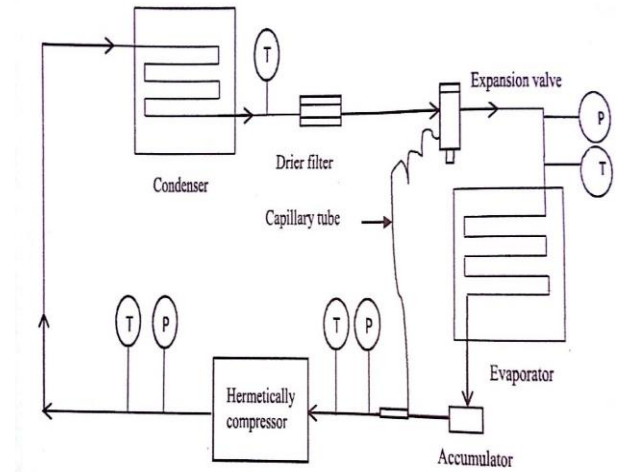 T
Expansion valve
P
Drier filter
T
Condenser
Capillary tube
T
P
T
P
Evaporator
Hermetically
compressor
Accumulator